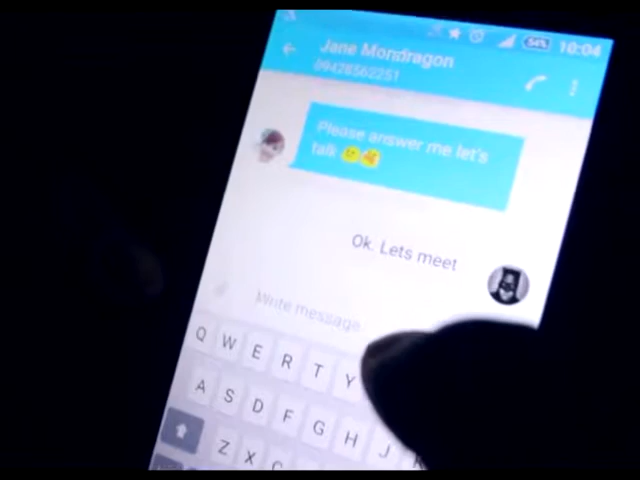 54% 10:04
Jane Mondragon
09428562251
Please answer me let's
talk 😕😡
Ok. Lets meet
Write message.
Q W E R T Y
A S D F G H J
Z X